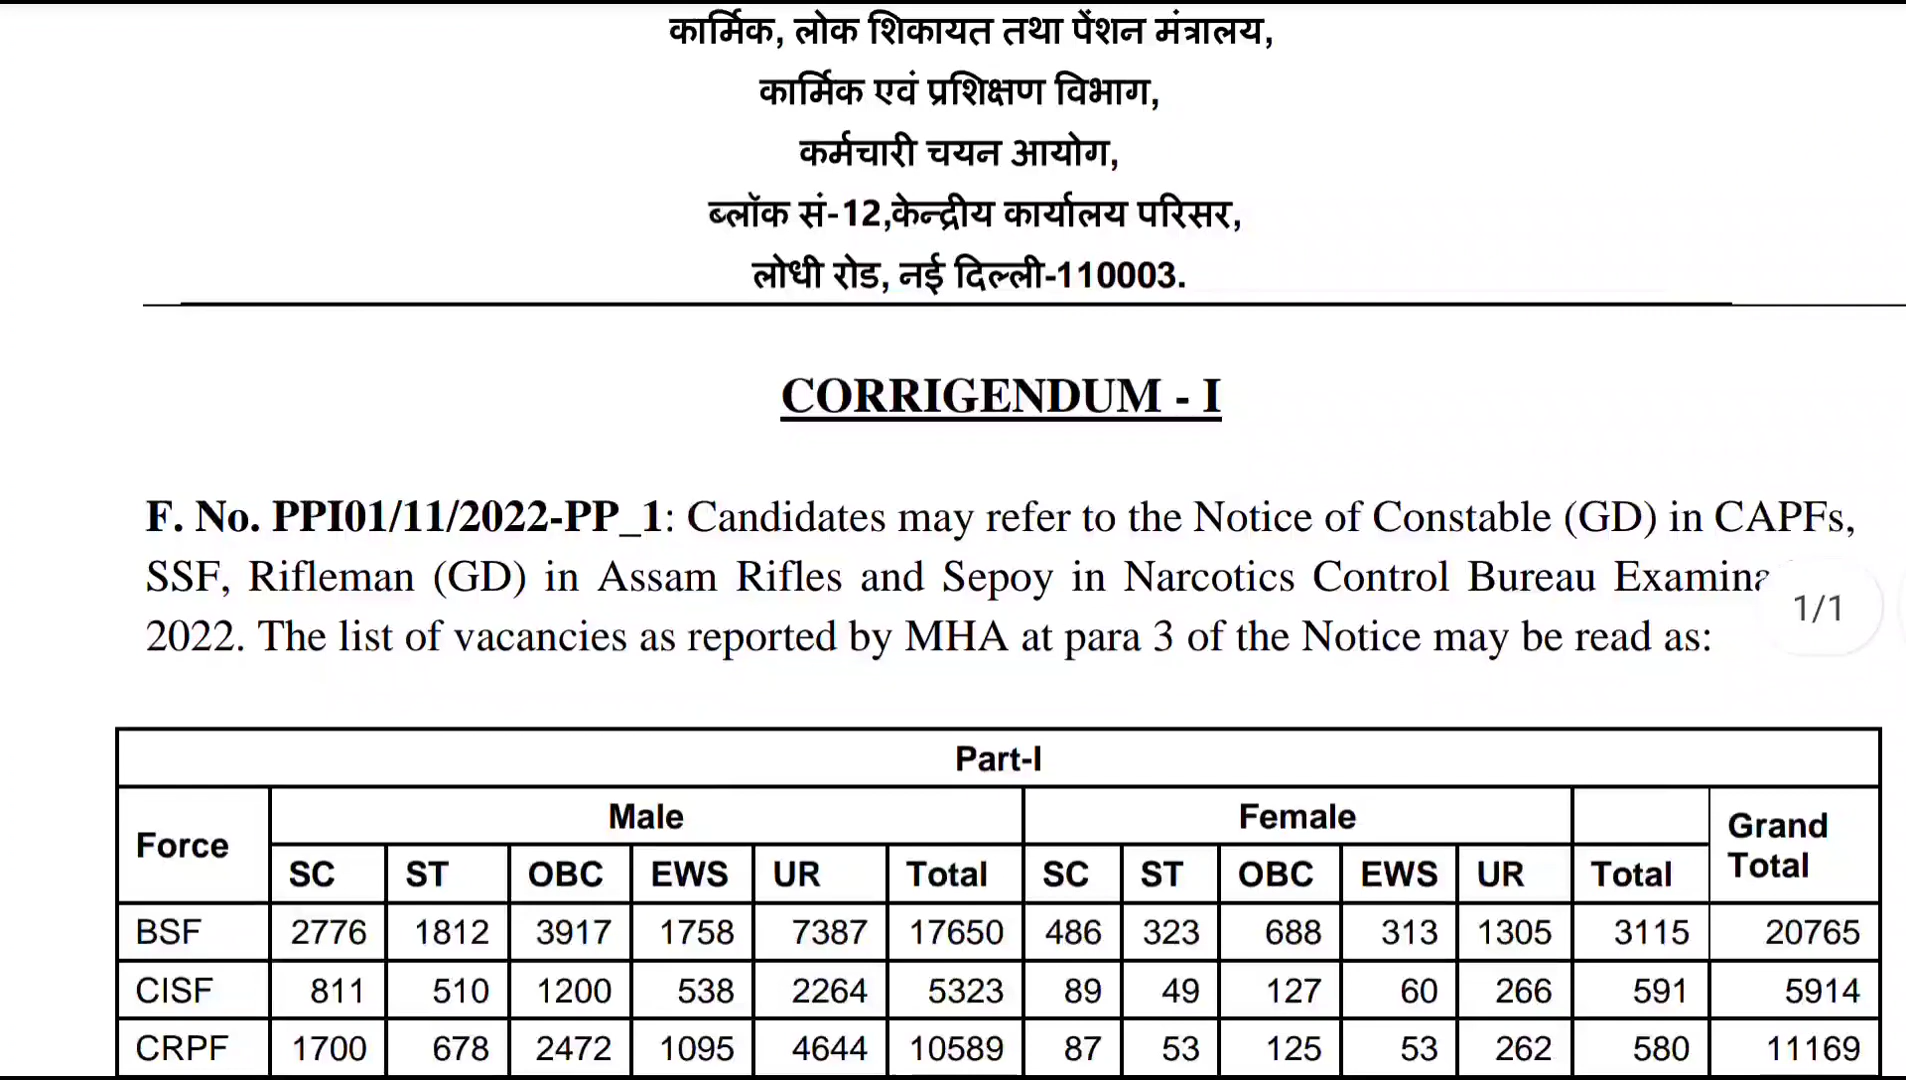 कार्मिक, लोक शिकायत तथा पेंशन मंत्रालय,
कार्मिक एवं प्रशिक्षण विभाग,
कर्मचारी चयन आयोग,
ब्लॉक सं-12,केन्द्रीय कार्यालय परिसर,
लोधी रोड, नई दिल्ली-110003.
CORRIGENDUM - I
F. No. PPI01/11/2022-PP_1: Candidates may refer to the Notice of Constable (GD) in CAPFs,
SSF, Rifleman (GD) in Assam Rifles and Sepoy in Narcotics Control Bureau
1/1
2022. The list of vacancies as reported by MHA at para 3 of the Notice may be read as:
Part-I
Force Male Female Grand Total
SC ST OBC EWS UR Total SC ST OBC EWS UR Total
BSF 2776 1812 3917 1758 7387 17650 486 323 688 313 1305 3115 20765
CISF 811 510 1200 538 2264 5323 89 49 127 60 266 591 5914
CRPF 1700 678 2472 1095 4644 10589 87 53 125 53 262 580 11169